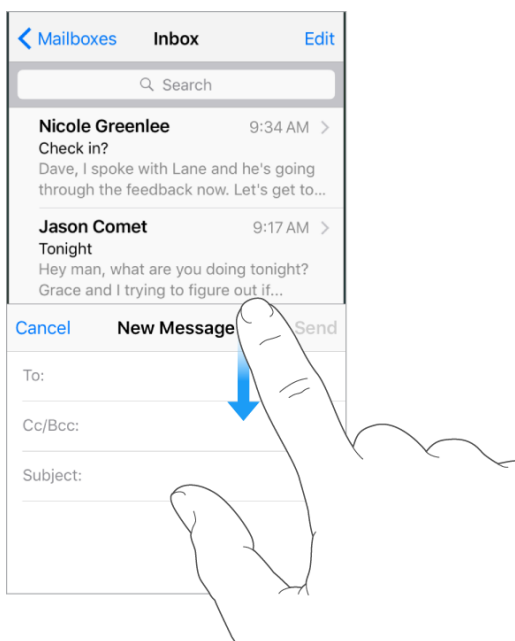 Mailboxes Inbox Edit
Search
Nicole Greenlee 9:34 AM
Check in?
Dave, I spoke with Lane and he's going
through the feedback now. Let's get to...
Jason Comet 9:17 AM
Tonight
Hey man, what are you doing tonight?
Grace and I trying to figure out if...
Cancel New Message Send
To:
Cc/Bcc:
Subject: